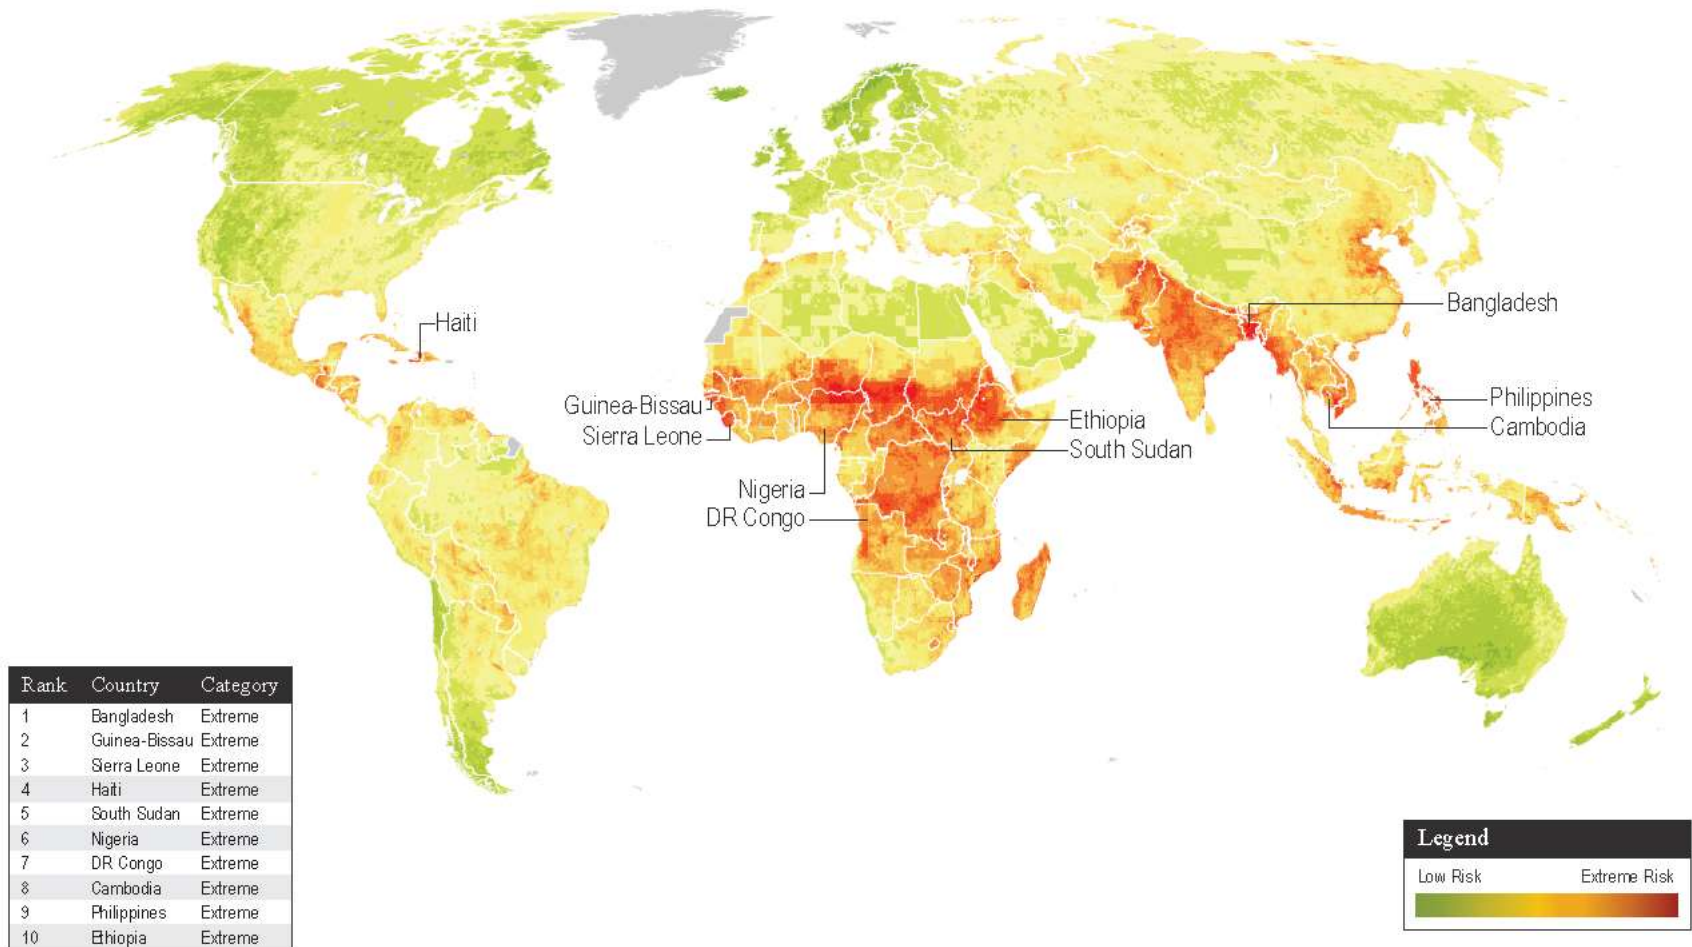 Haiti
Bangladesh
Guinea-Bissau
Sierra Leone
Ethiopia
South Sudan
Philippines
Cambodia
Nigeria
DR Congo
Rank Country Category
1 Bangladesh Extreme
2 Guinea-Bissau Extreme
3 Sierra Leone Extreme
4 Haiti Extreme
5 South Sudan Extreme
6 Nigeria Extreme
7 DR Congo Extreme
8 Cambodia Extreme
9 Philippines Extreme
10 Ethiopia Extreme
Legend
Low Risk Extreme Risk